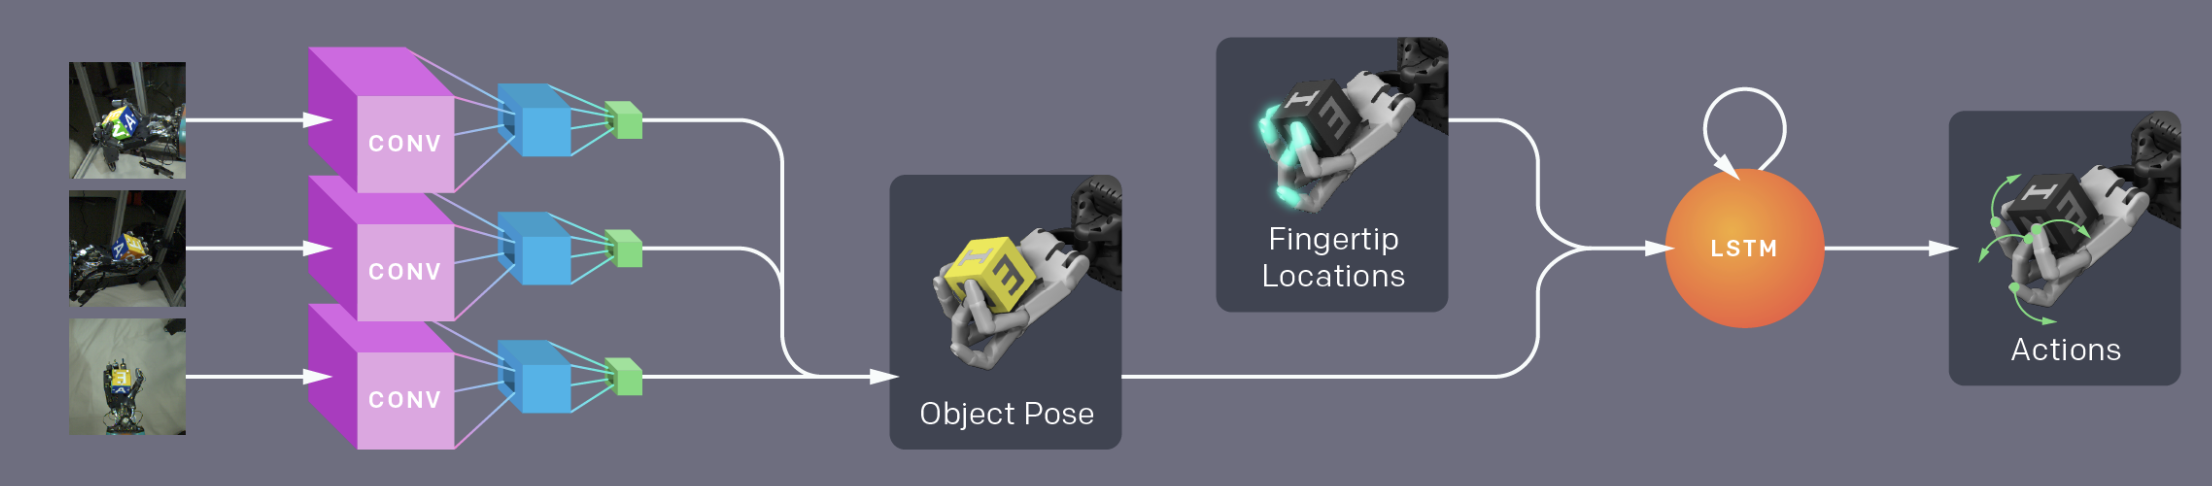 CONV
CONV
CONV
Object Pose
Fingertip
Locations
LSTM
Actions
I
E
I
E
I
E
A
A